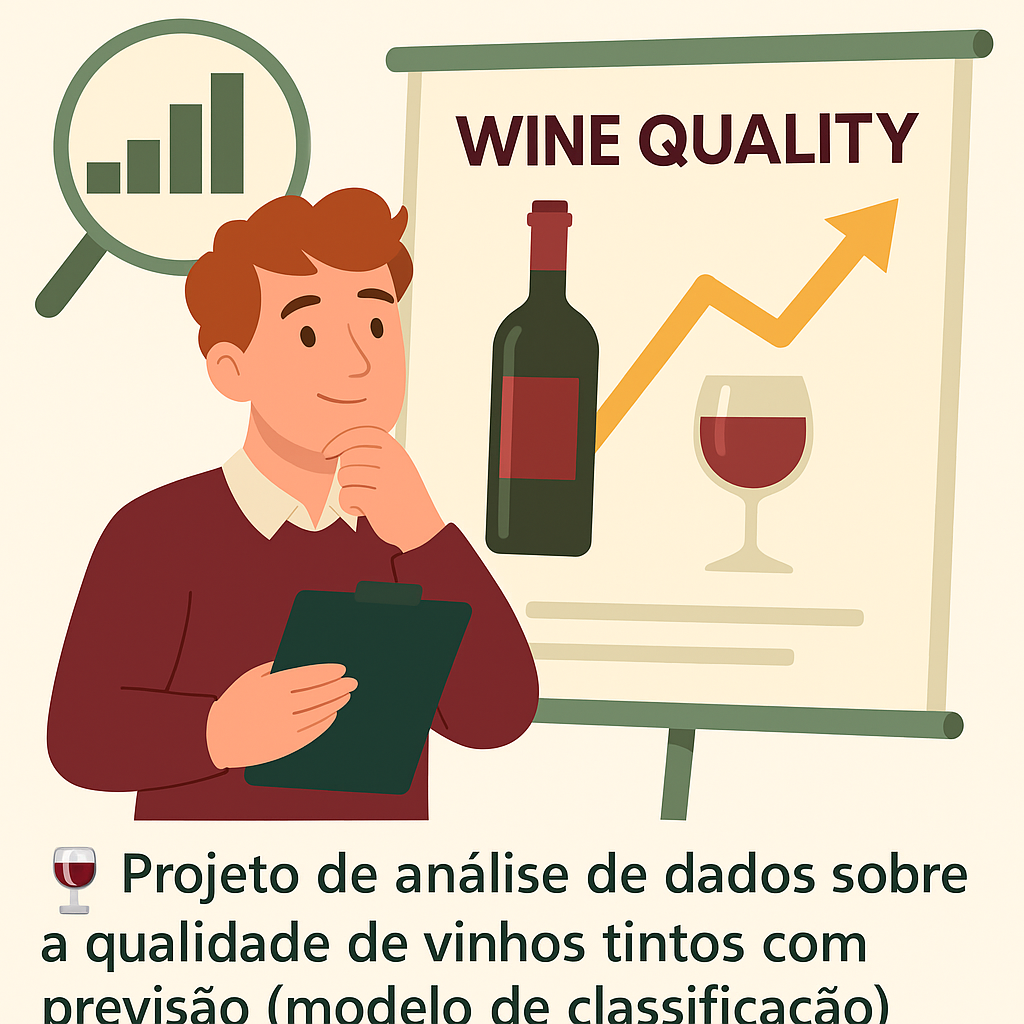 WINE QUALITY
🍷 Projeto de análise de dados sobre
a qualidade de vinhos tintos com
previsão (modelo de classificação)